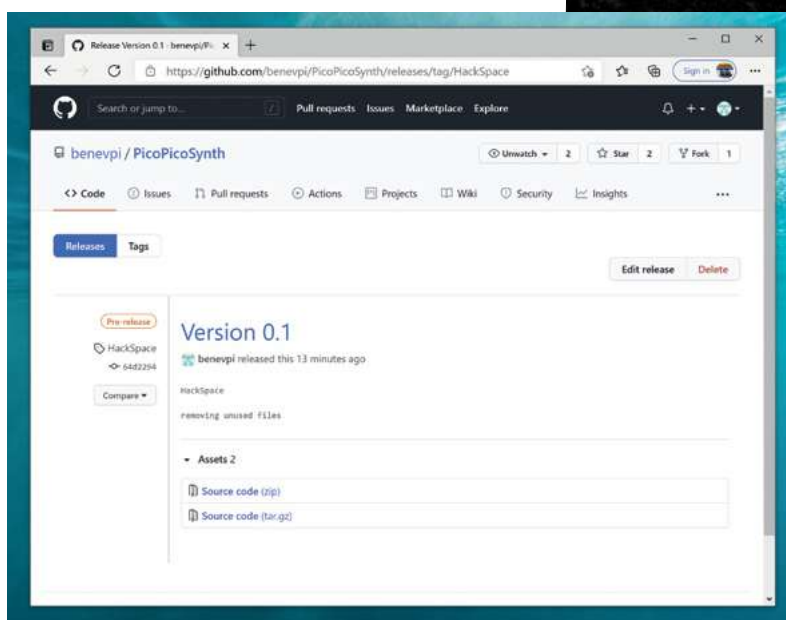 Release Version 0.1 · benevpi/Pi
https://github.com/benevpi/PicoPicoSynth/releases/tag/HackSpace
Sign in
Search or jump to...
/
Pull requests Issues Marketplace Explore
benevpi / PicoPicoSynth
Unwatch 2
Star 2
Fork 1
<> Code
Issues
Pull requests
Actions
Projects
Wiki
Security
Insights
Releases
Tags
Edit release
Delete
Pre-release
HackSpace
64d2294
Compare
Version 0.1
benevpi released this 13 minutes ago
HackSpace
removing unused files
Assets 2
Source code (zip)
Source code (tar.gz)